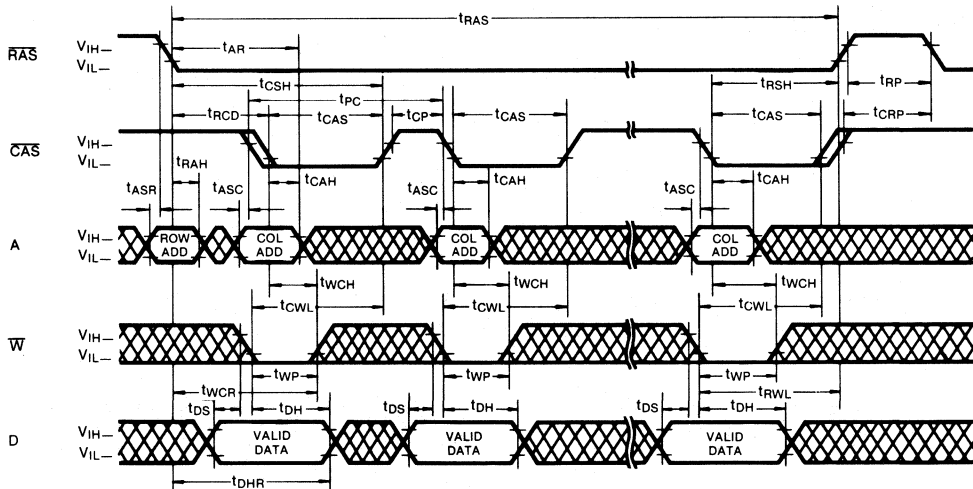 tRAS
RAS VIH— tAR
VIL—
tCSH tRSH tRP
tPC
tRCD tCAS tCP tCAS tCAS tCRP
CAS VIH—
VIL—
tRAH
tASR tASC tCAH tASC tCAH tASC tCAH
A VIH— ROW ADD COL ADD COL ADD COL ADD
VIL—
tWCH tWCH tWCH
tCWL tCWL tCWL
W VIH—
VIL—
tWP tWP tWP
tWCR tRWL
tDS tDH tDS tDH tDS tDH
D VIH— VALID DATA VALID DATA VALID DATA
VIL—
tDHR